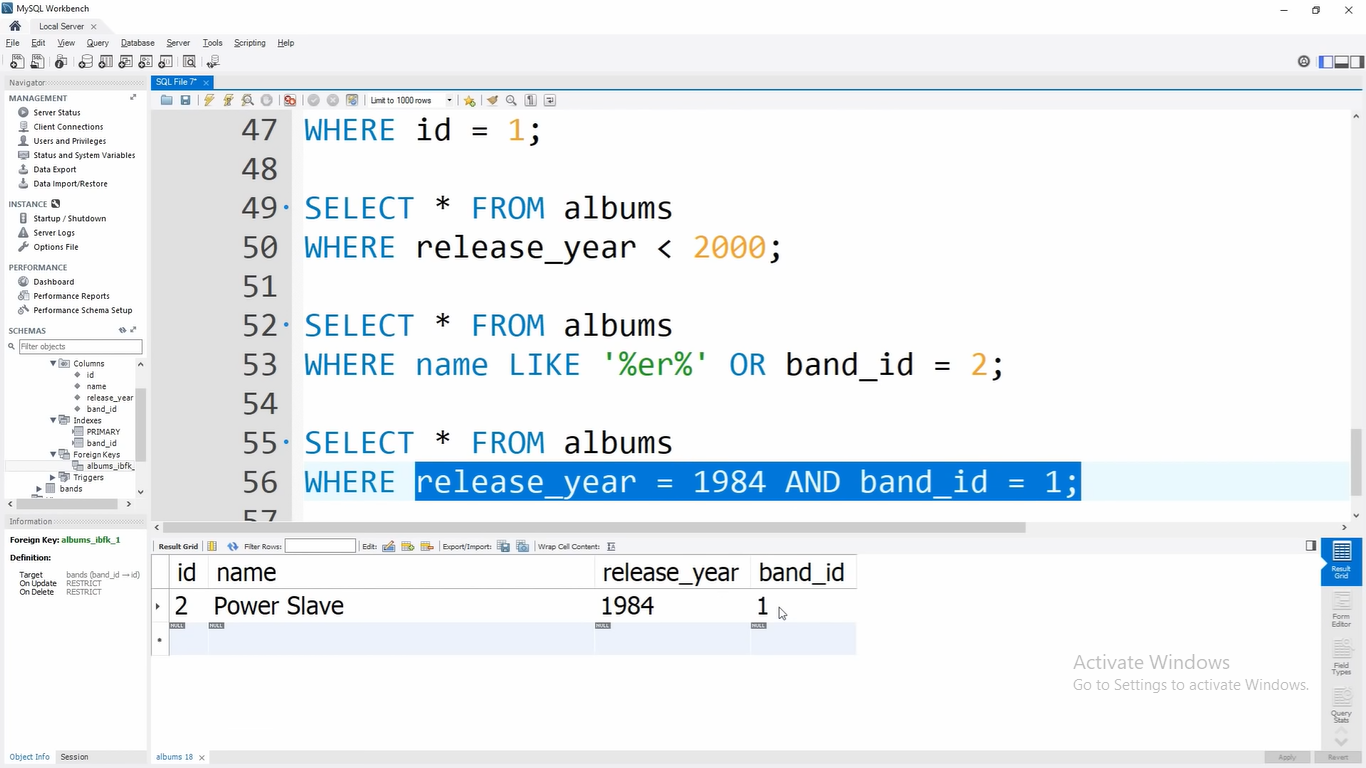 MySQL Workbench
Local Server ×
File Edit View Query Database Server Tools Scripting Help
Navigator
SQL File 7* ×
MANAGEMENT
Server Status
Client Connections
Users and Privileges
Status and System Variables
Data Export
Data Import/Restore
INSTANCE
Startup / Shutdown
Server Logs
Options File
PERFORMANCE
Dashboard
Performance Reports
Performance Schema Setup
SCHEMAS
Filter objects
Columns
id
name
release_year
band_id
Indexes
PRIMARY
band_id
Foreign Keys
albums_ibfk_
Triggers
bands
Information
Foreign Key: albums_ibfk_1
Definition:
Target bands (band_id → id)
On Update RESTRICT
On Delete RESTRICT
Object Info Session
Limit to 1000 rows
47 WHERE id = 1;
48
49 SELECT * FROM albums
50 WHERE release_year < 2000;
51
52 SELECT * FROM albums
53 WHERE name LIKE '%er%' OR band_id = 2;
54
55 SELECT * FROM albums
56 WHERE release_year = 1984 AND band_id = 1;
57
Result Grid Filter Rows: Edit: Export/Import: Wrap Cell Content:
id name release_year band_id
2 Power Slave 1984 1
NULL NULL NULL NULL
Result Grid
Form Editor
Field Types
Query Stats
Activate Windows
Go to Settings to activate Windows.
albums 18 ×
Apply Revert